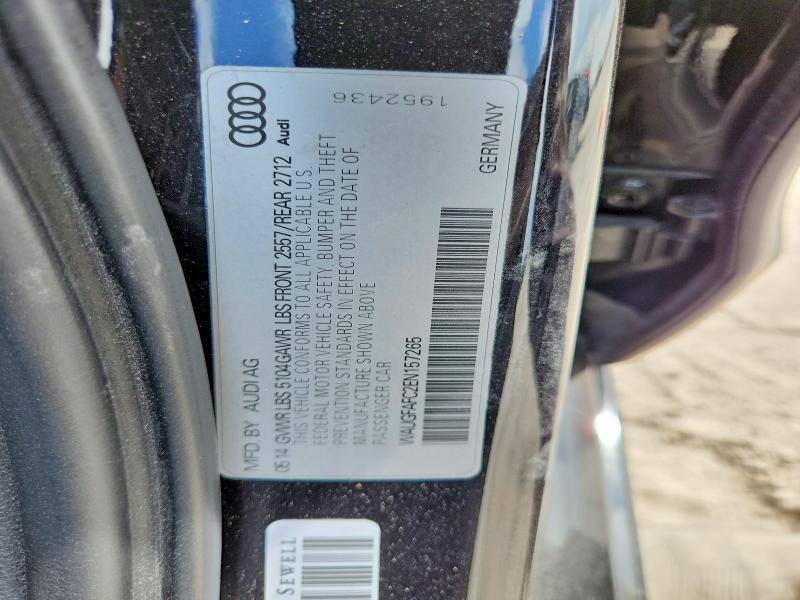 MFD. BY AUDI AG
05 14 GVWR LBS 5104 GAWR LBS FRONT 2557/REAR 2712
THIS VEHICLE CONFORMS TO ALL APPLICABLE U.S.
FEDERAL MOTOR VEHICLE SAFETY, BUMPER AND THEFT
PREVENTION STANDARDS IN EFFECT ON THE DATE OF
MANUFACTURE SHOWN ABOVE
PASSENGER CAR
WAUGFAFC2EN157265
Audi
1952436
GERMANY
SEWELL